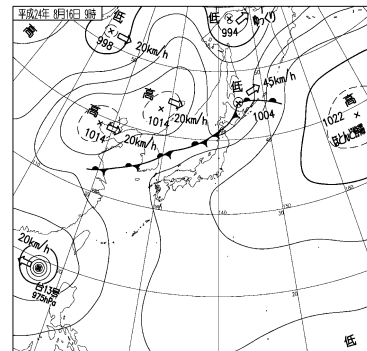 平成24年 8月16日 9時
高
低
998
20km/h
低
994
ゆっくり
高
1014
20km/h
高
1014
20km/h
低
45km/h
1004
高
1022
ほとんど停滞
20km/h
台13号
975hPa
低